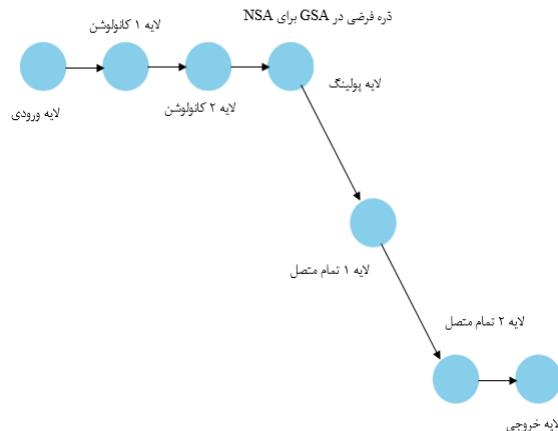 ذره فرضی در GSA برای NSA
لایه ۱ کانولوشن
لایه ورودی
لایه ۲ کانولوشن
لایه پولینگ
لایه ۱ تمام متصل
لایه ۲ تمام متصل
لایه خروجی